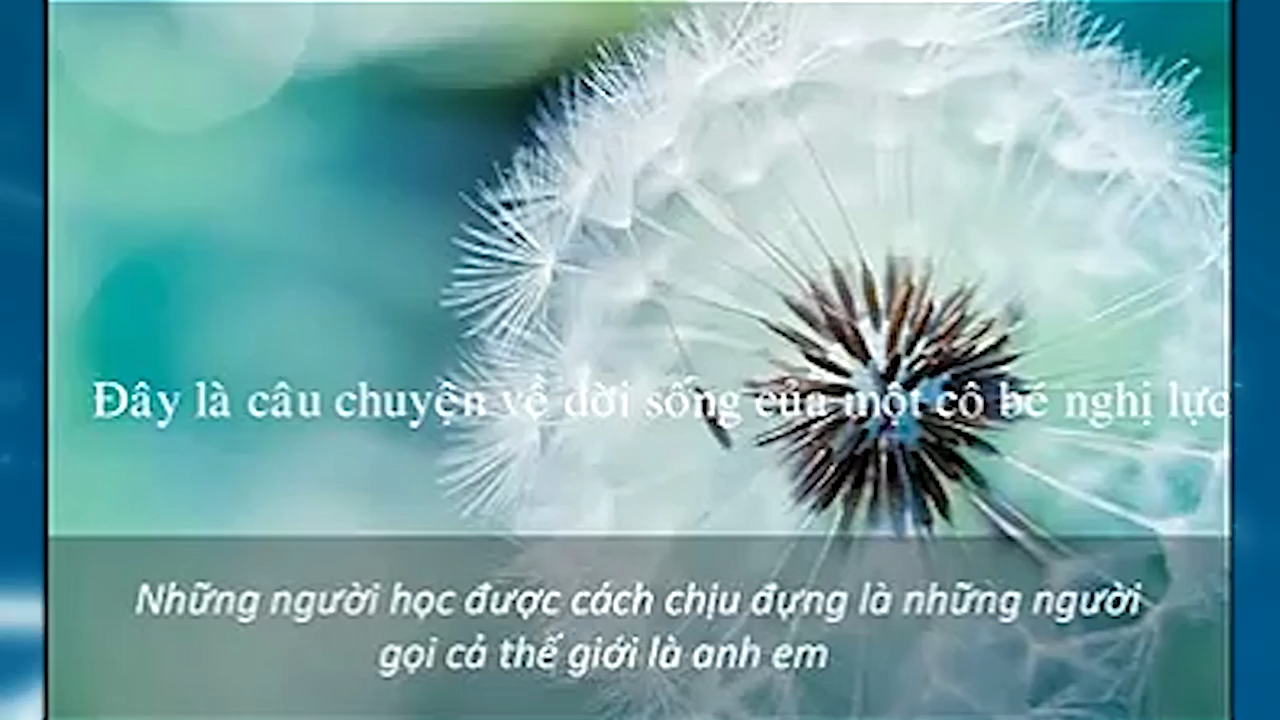 Đây là câu chuyện về đời sống của một cô bé nghị lực
Những người học được cách chịu đựng là những người
gọi cả thế giới là anh em